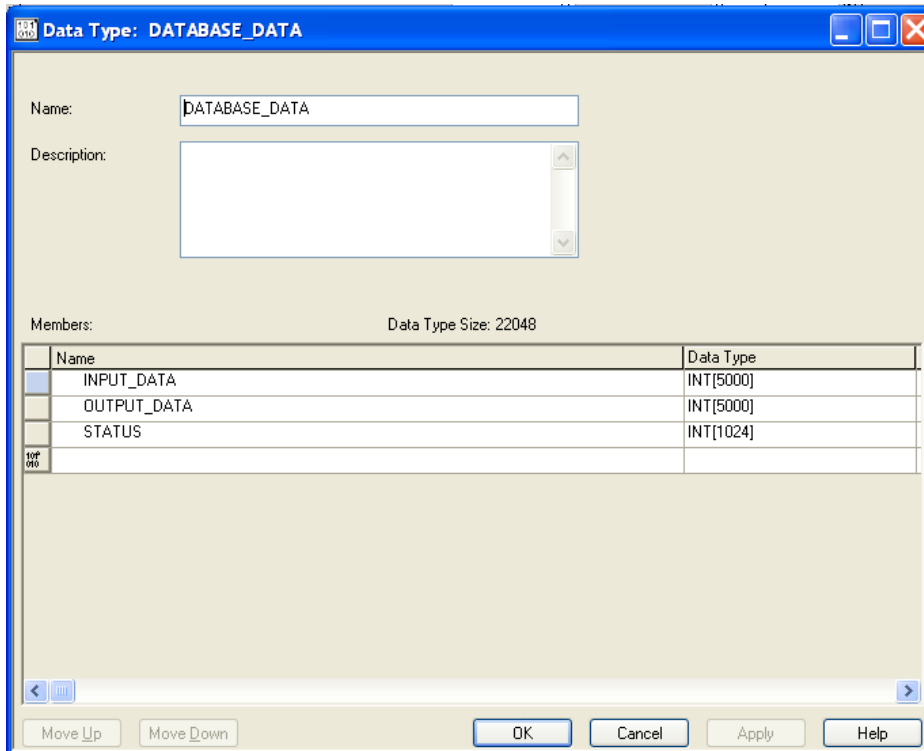 Data Type: DATABASE_DATA
Name: DATABASE_DATA
Description:
Members: Data Type Size: 22048
Name Data Type
INPUT_DATA INT[5000]
OUTPUT_DATA INT[5000]
STATUS INT[1024]
Move Up Move Down OK Cancel Apply Help